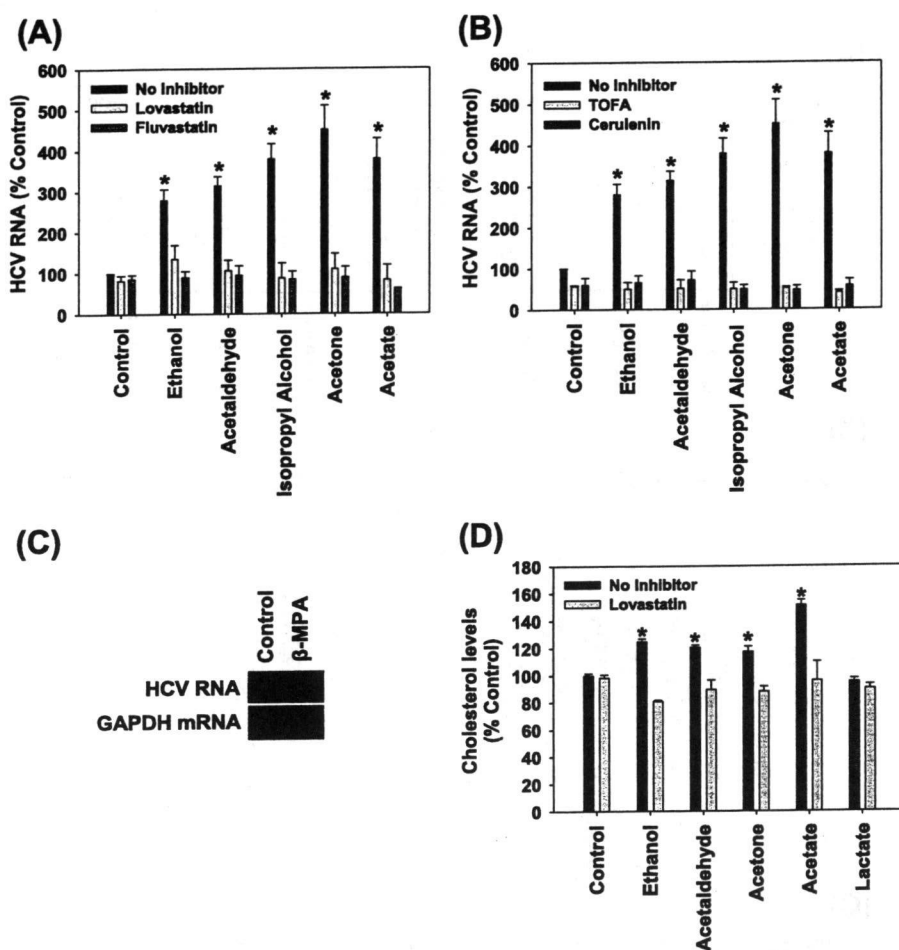 (A)
600
500
400
300
200
100
0
HCV RNA (% Control)
No Inhibitor
Lovastatin
Fluvastatin
* * * * *
Control
Ethanol
Acetaldehyde
Isopropyl Alcohol
Acetone
Acetate
(B)
600
500
400
300
200
100
0
HCV RNA (% Control)
No Inhibitor
TOFA
Cerulenin
* * * * *
Control
Ethanol
Acetaldehyde
Isopropyl Alcohol
Acetone
Acetate
(C)
Control
β-MPA
HCV RNA
GAPDH mRNA
(D)
180
160
140
120
100
80
60
40
20
0
Cholesterol levels
(% Control)
No Inhibitor
Lovastatin
* * * *
Control
Ethanol
Acetaldehyde
Acetone
Acetate
Lactate